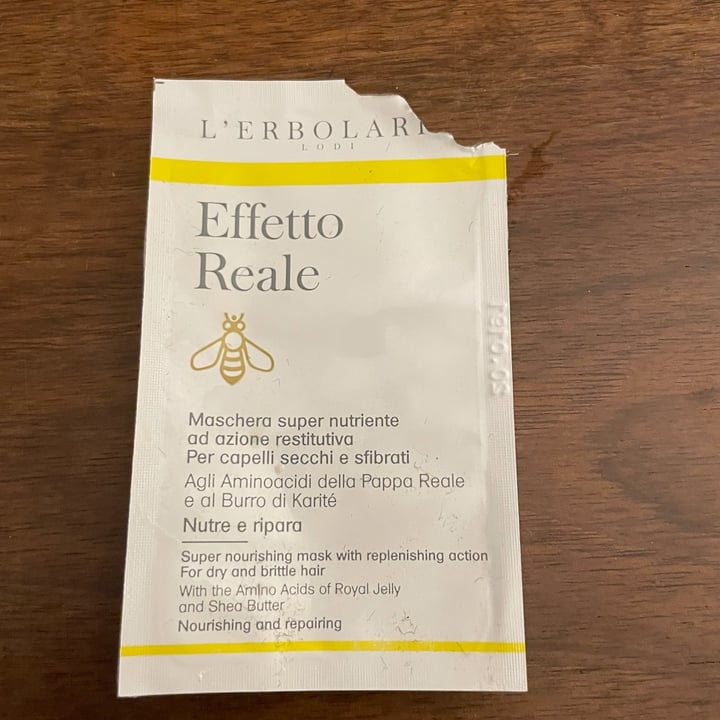 L'ERBOLARI
LODI
Effetto
Reale
Maschera super nutriente
ad azione restitutiva
Per capelli secchi e sfibrati
Agli Aminoacidi della Pappa Reale
e al Burro di Karité
Nutre e ripara
Super nourishing mask with replenishing action
For dry and brittle hair
With the Amino Acids of Royal Jelly
and Shea Butter
Nourishing and repairing